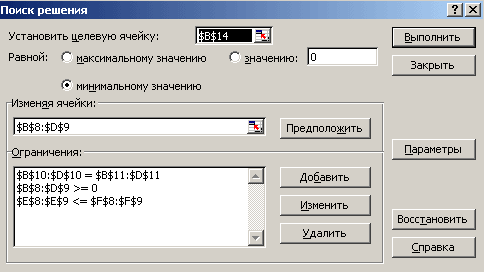 Поиск решения
Установить целевую ячейку: $B$14 Выполнить
Равной: максимальному значению значению: 0 Закрыть
минимальному значению
Изменяя ячейки:
$B$8:$D$9 Предположить
Ограничения: Параметры
$B$10:$D$10 = $B$11:$D$11 Добавить
$B$8:$D$9 >= 0
$E$8:$E$9 <= $F$8:$F$9 Изменить
Восстановить
Удалить
Справка